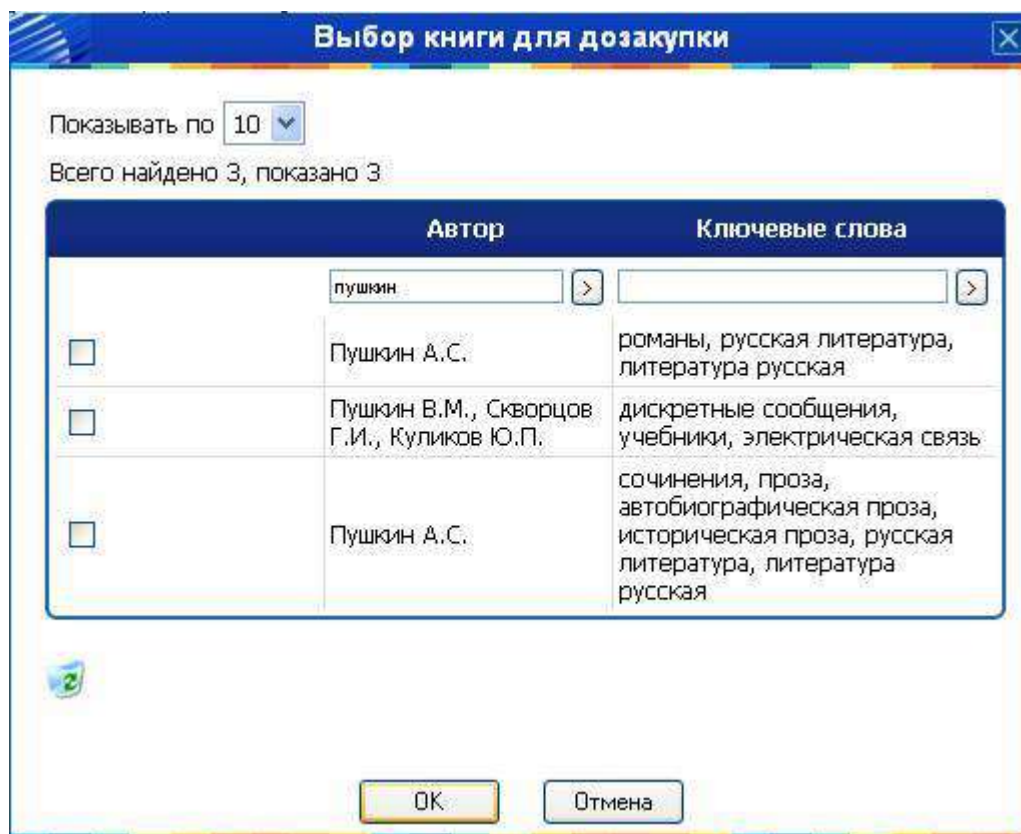 Выбор книги для дозакупки
Показывать по 10
Всего найдено 3, показано 3
Автор Ключевые слова
пушкин > >
Пушкин А.С. романы, русская литература,
литература русская
Пушкин В.М., Скворцов дискретные сообщения,
Г.И., Куликов Ю.П. учебники, электрическая связь
сочинения, проза,
автобиографическая проза,
Пушкин А.С. историческая проза, русская
литература, литература
русская
OK Отмена